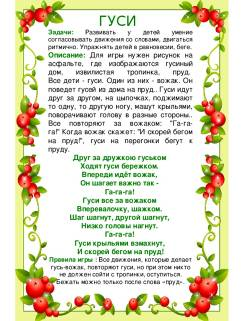 ГУСИ
Задачи: Развивать у детей умение
согласовывать движения со словами, двигаться
ритмично. Упражнять детей в равновесии, беге.
Описание: Для игры нужен рисунок на
асфальте, где изображаются гусиный
дом, извилистая тропинка, пруд.
Все дети - гуси. Один из них - вожак. Он
поведет гусей из дома на пруд.. Гуси идут
друг за другом, на цыпочках, поджимают
то одну, то другую ногу, машут крыльями,
поворачивают голову в разные стороны..
Все повторяют за вожаком: "Га-га-
га!" Когда вожак скажет: "И скорей бегом
на пруд!", гуси на перегонки бегут к
пруду.
Друг за дружкою гуськом
Ходят гуси бережком.
Впереди идёт вожак,
Он шагает важно так -
Га-га-га!
Гуси все за вожаком
Вперевалочку, шажком.
Шаг шагнут, другой шагнут,
Низко головы нагнут.
Га-га-га!
Гуси крыльями взмахнут,
И скорей бегом на пруд!
Правила игры : Все движения, которые делает
гусь-вожак, повторяют гуси, но при этом никто
не должен сойти с тропинки, оступиться.
Бежать можно только после слова «пруд».